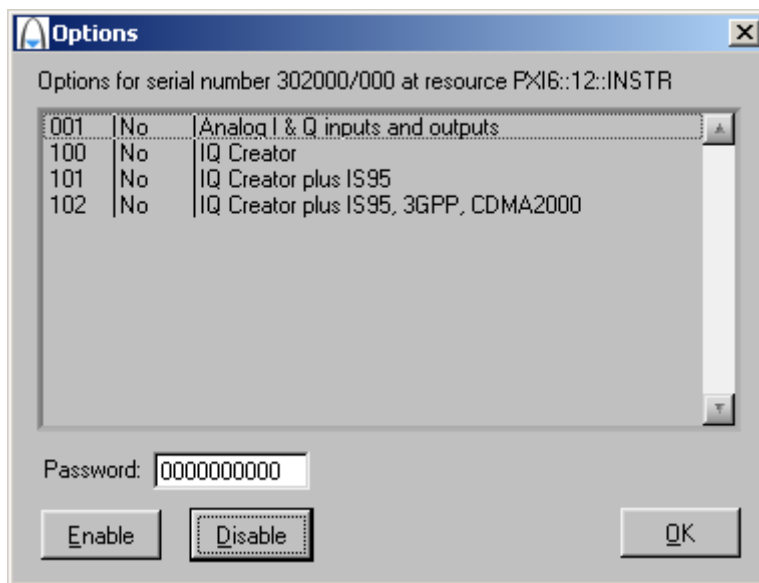 Options
Options for serial number 302000/000 at resource PXI6::12::INSTR
001 No Analog I & Q inputs and outputs
100 No IQ Creator
101 No IQ Creator plus IS95
102 No IQ Creator plus IS95, 3GPP, CDMA2000
Password: 0000000000
Enable Disable OK